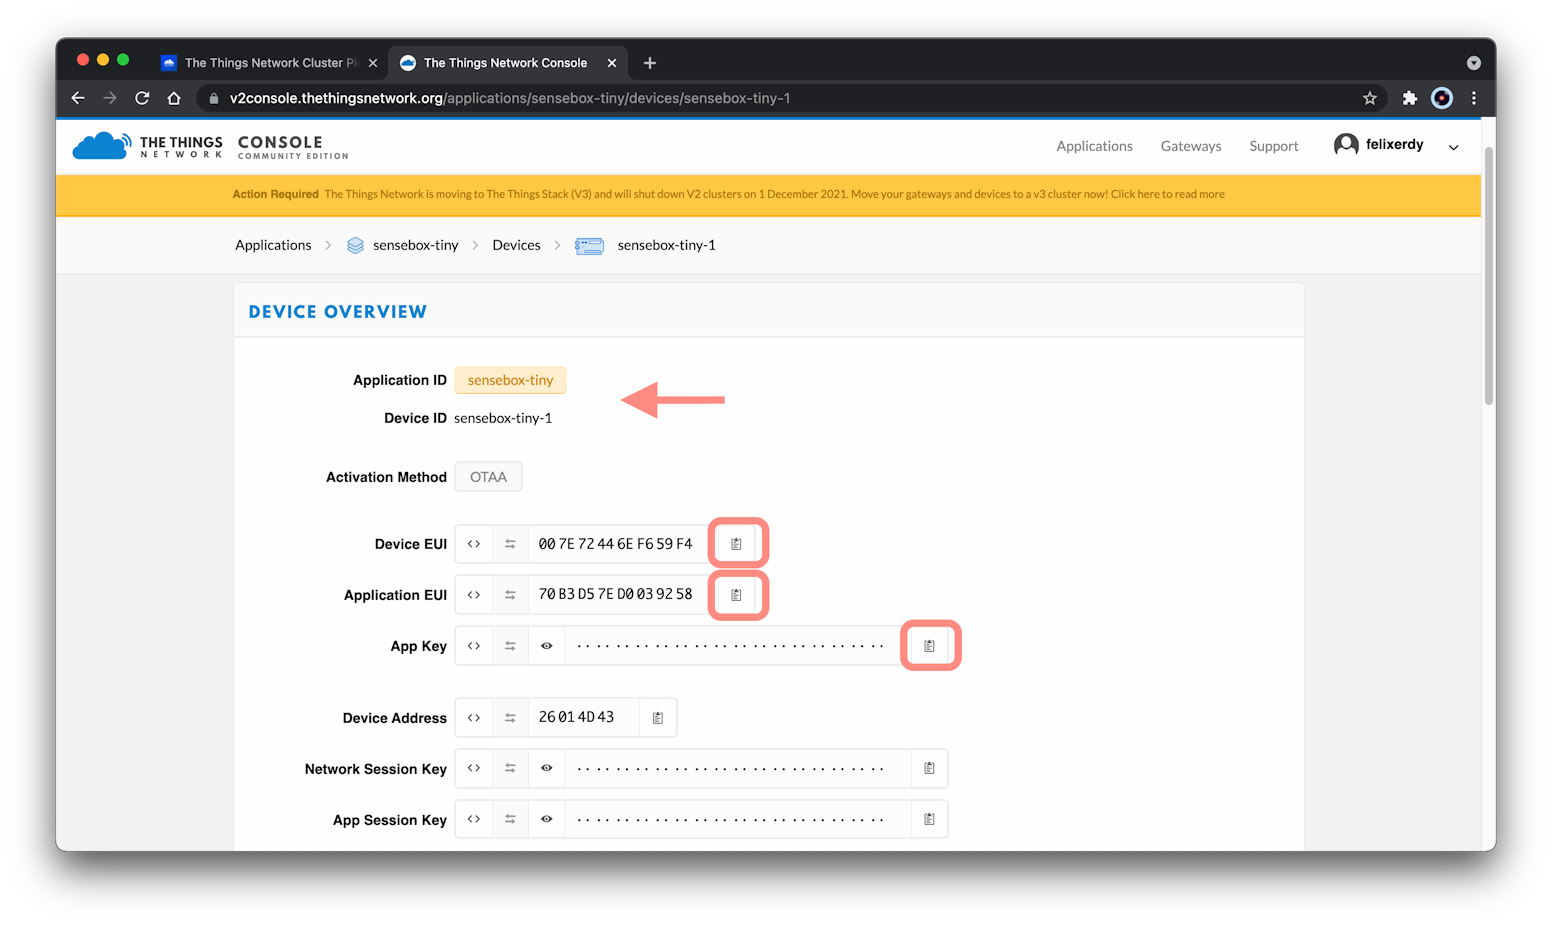 The Things Network Cluster Pi
The Things Network Console
v2console.thethingsnetwork.org/applications/sensebox-tiny/devices/sensebox-tiny-1
THE THINGS NETWORK CONSOLE COMMUNITY EDITION
Applications Gateways Support felixerdy
Action Required The Things Network is moving to The Things Stack (V3) and will shut down V2 clusters on 1 December 2021. Move your gateways and devices to a v3 cluster now! Click here to read more
Applications > sensebox-tiny > Devices > sensebox-tiny-1
DEVICE OVERVIEW
Application ID sensebox-tiny
Device ID sensebox-tiny-1
Activation Method OTAA
Device EUI <> 00 7E 72 44 6E F6 59 F4
Application EUI <> 70 B3 D5 7E D0 03 92 58
App Key <> ................................
Device Address <> 26 01 4D 43
Network Session Key <> ................................
App Session Key <> ................................